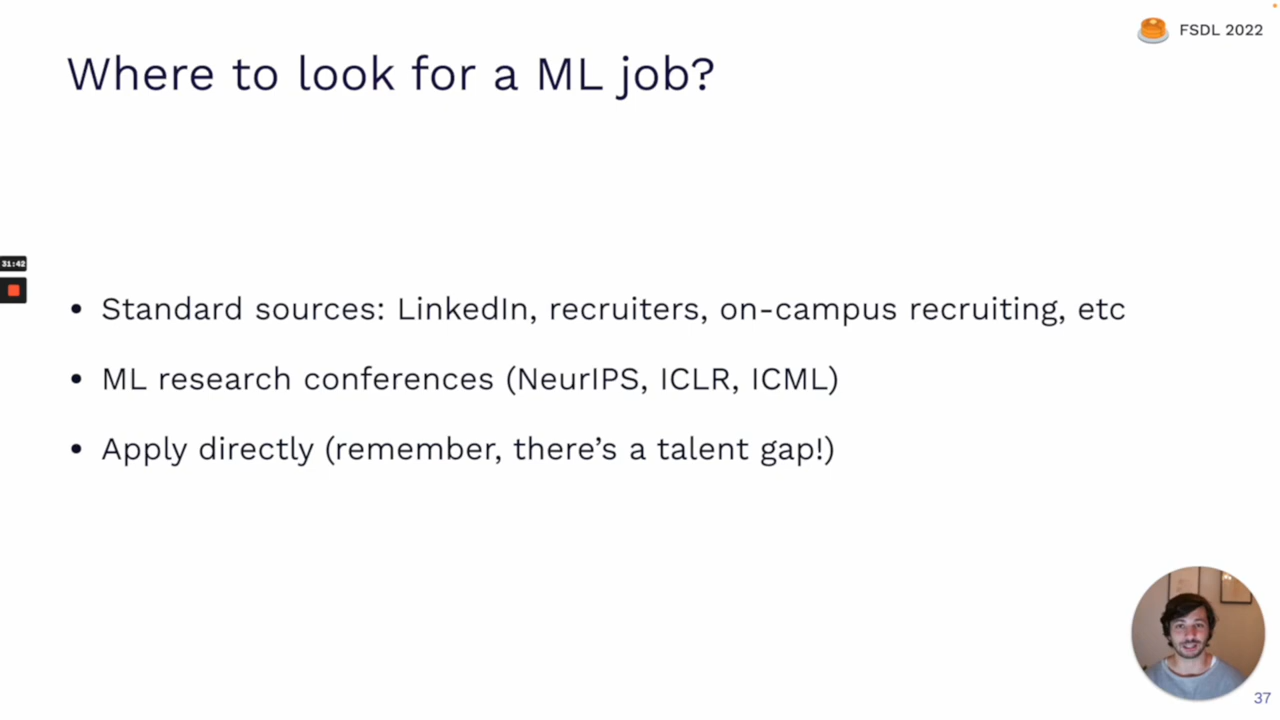 FSDL 2022
Where to look for a ML job?
31:42
• Standard sources: LinkedIn, recruiters, on-campus recruiting, etc
• ML research conferences (NeurIPS, ICLR, ICML)
• Apply directly (remember, there’s a talent gap!)
37